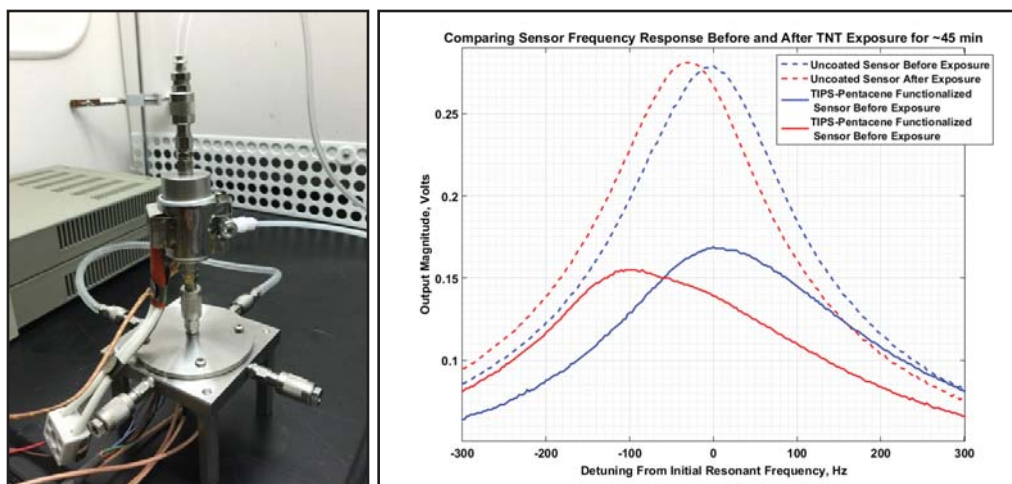 Comparing Sensor Frequency Response Before and After TNT Exposure for ~45 min
Uncoated Sensor Before Exposure
Uncoated Sensor After Exposure
TIPS-Pentacene Functionalized
Sensor Before Exposure
TIPS-Pentacene Functionalized
Sensor Before Exposure
Output Magnitude, Volts
0.25
0.2
0.15
0.1
-300 -200 -100 0 100 200 300
Detuning From Initial Resonant Frequency, Hz